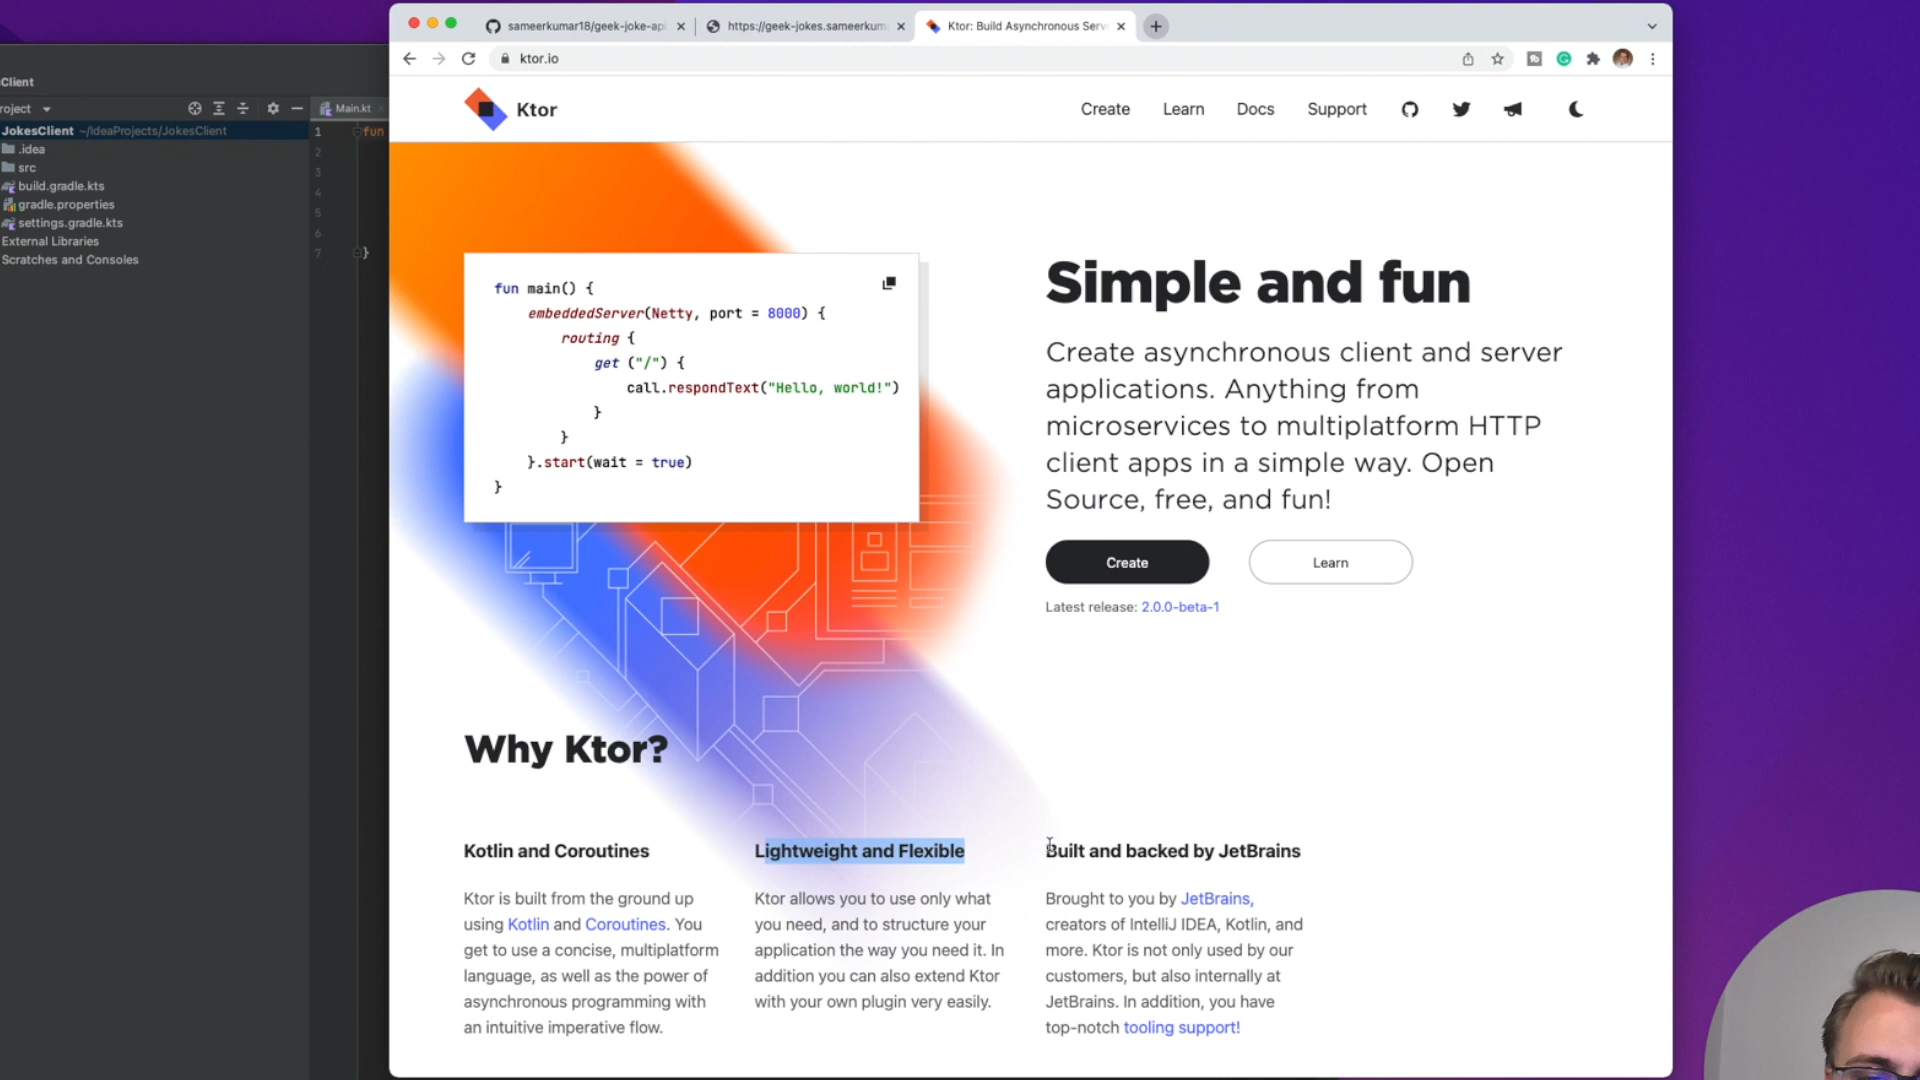 sameerkumar18/geek-joke-api
https://geek-jokes.sameerkum
Ktor: Build Asynchronous Serv
ktor.io
Client
roject
JokesClient ~/IdeaProjects/JokesClient
.idea
src
build.gradle.kts
gradle.properties
settings.gradle.kts
External Libraries
Scratches and Consoles
Main.kt
1 fun
2
3
4
5
6
7 }
Ktor
Create
Learn
Docs
Support
fun main() {
embeddedServer(Netty, port = 8000) {
routing {
get ("/") {
call.respondText("Hello, world!")
}
}
}.start(wait = true)
}
Simple and fun
Create asynchronous client and server
applications. Anything from
microservices to multiplatform HTTP
client apps in a simple way. Open
Source, free, and fun!
Create
Learn
Latest release: 2.0.0-beta-1
Why Ktor?
Kotlin and Coroutines
Ktor is built from the ground up
using Kotlin and Coroutines. You
get to use a concise, multiplatform
language, as well as the power of
asynchronous programming with
an intuitive imperative flow.
Lightweight and Flexible
Ktor allows you to use only what
you need, and to structure your
application the way you need it. In
addition you can also extend Ktor
with your own plugin very easily.
Built and backed by JetBrains
Brought to you by JetBrains,
creators of IntelliJ IDEA, Kotlin, and
more. Ktor is not only used by our
customers, but also internally at
JetBrains. In addition, you have
top-notch tooling support!